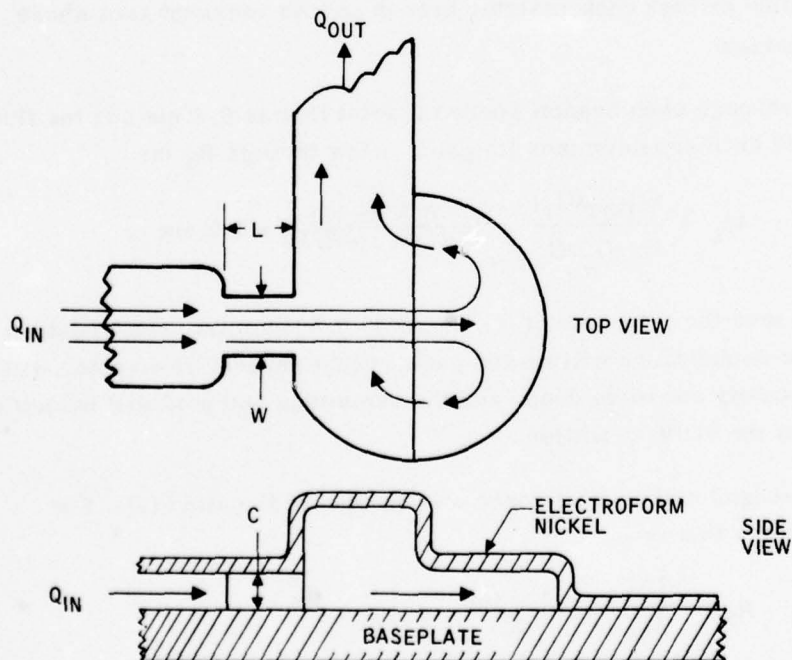 Q OUT
L
Q IN
TOP VIEW
W
C
ELECTROFORM
NICKEL
SIDE
VIEW
Q IN
BASEPLATE